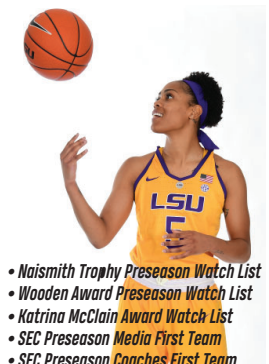 LSU
5
• Naismith Trophy Preseason Watch List
• Wooden Award Preseason Watch List
• Katrina McClain Award Watch List
• SEC Preseason Media First Team
• SEC Preseason Coaches First Team